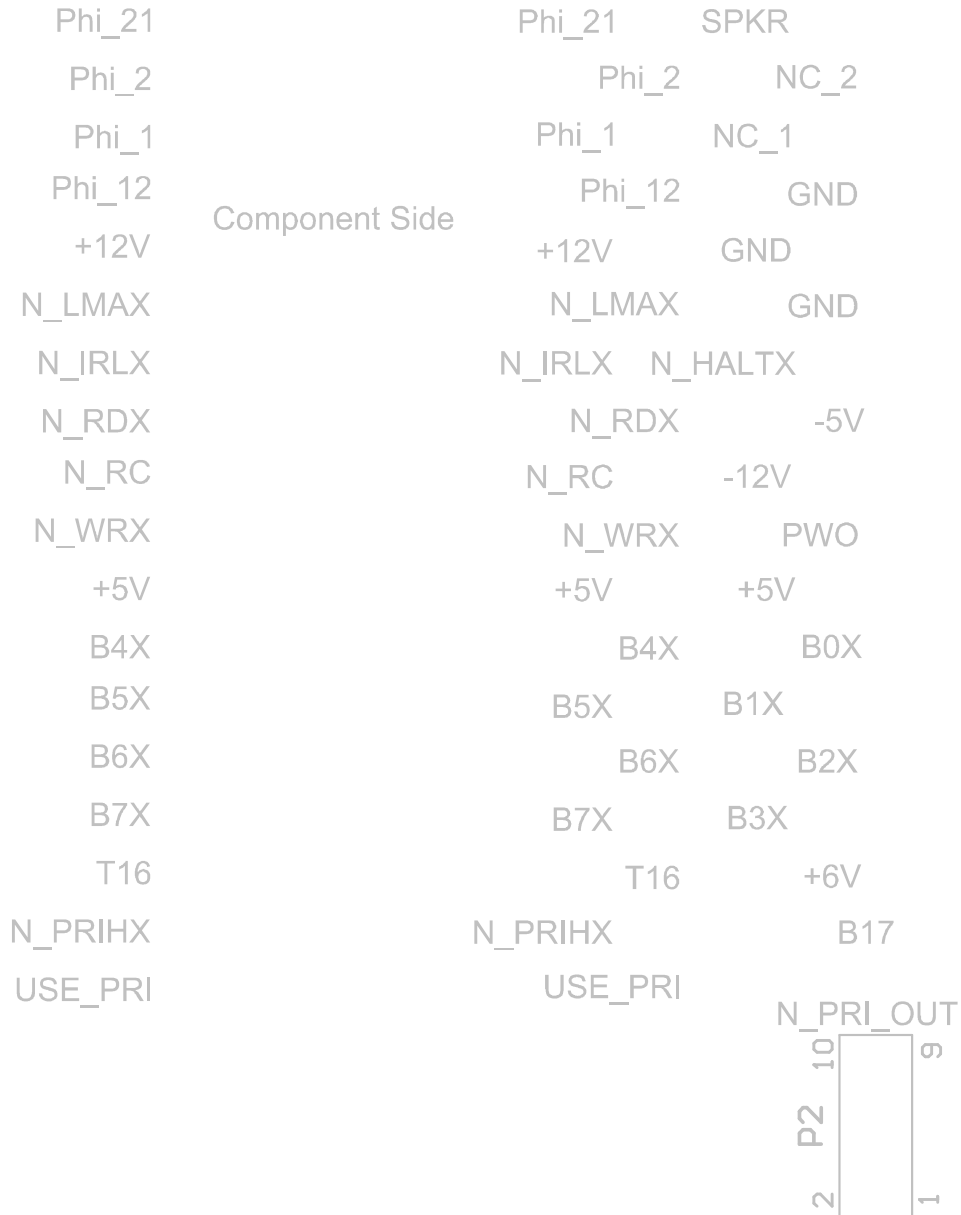 Phi_21 Phi_21 SPKR
Phi_2 Phi_2 NC_2
Phi_1 Phi_1 NC_1
Phi_12 Phi_12 GND
Component Side
+12V +12V GND
N_LMAX N_LMAX GND
N_IRLX N_IRLX N_HALTX
N_RDX N_RDX -5V
N_RC N_RC -12V
N_WRX N_WRX PWO
+5V +5V +5V
B4X B4X B0X
B5X B5X B1X
B6X B6X B2X
B7X B7X B3X
T16 T16 +6V
N_PRIHX N_PRIHX B17
USE_PRI USE_PRI
N_PRI_OUT
10 9
P2
2 1